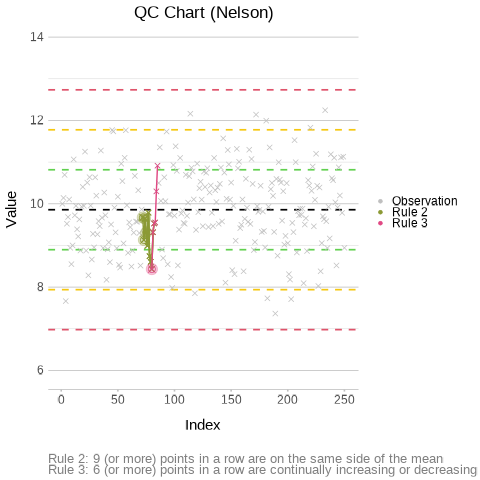 QC Chart (Nelson)
14
12
10
8
6
Value
0
50
100
150
200
250
Index
Observation
Rule 2
Rule 3
Rule 2: 9 (or more) points in a row are on the same side of the mean
Rule 3: 6 (or more) points in a row are continually increasing or decreasing